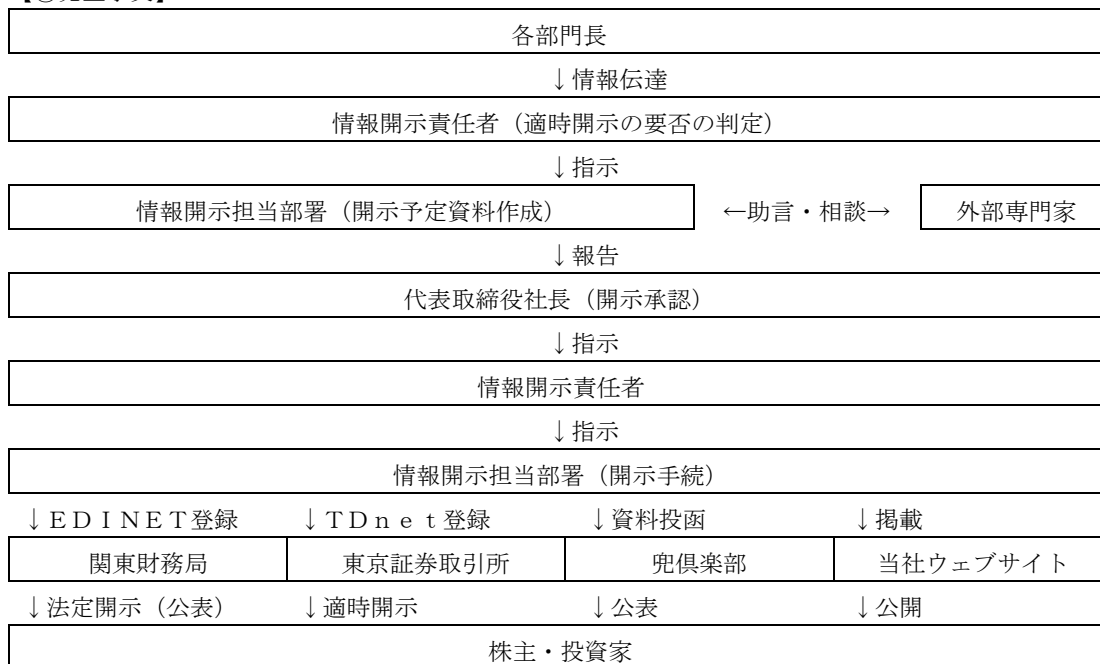 各部門長
↓情報伝達
情報開示責任者（適時開示の要否の判定）
↓指示
情報開示担当部署（開示予定資料作成） ←助言・相談→ 外部専門家
↓報告
代表取締役社長（開示承認）
↓指示
情報開示責任者
↓指示
情報開示担当部署（開示手続）
↓ＥＤＩＮＥＴ登録 ↓ＴＤｎｅｔ登録 ↓資料投函 ↓掲載
関東財務局 東京証券取引所 兜倶楽部 当社ウェブサイト
↓法定開示（公表） ↓適時開示 ↓公表 ↓公開
株主・投資家